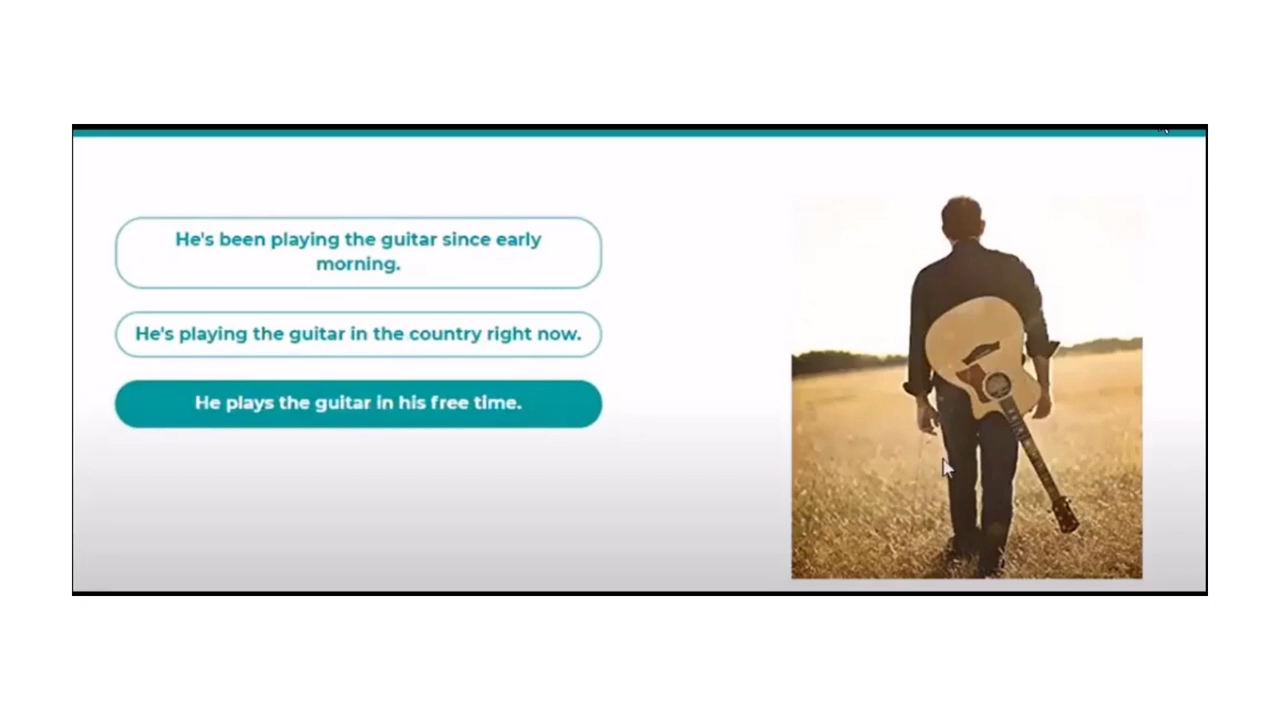 He's been playing the guitar since early
morning.
He's playing the guitar in the country right now.
He plays the guitar in his free time.